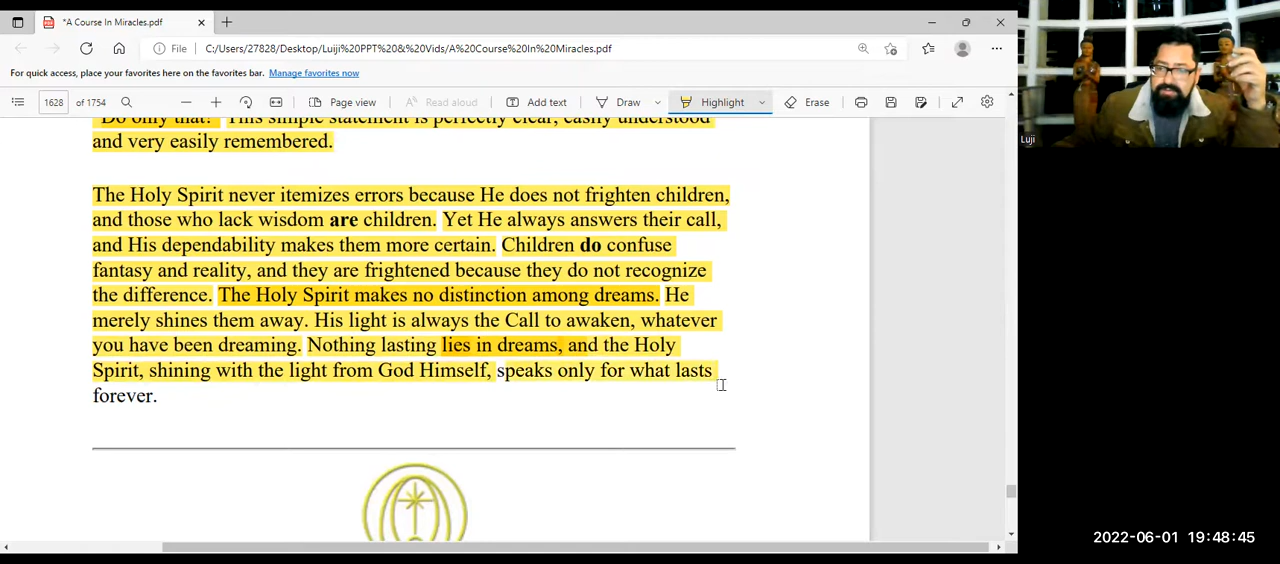 *A Course In Miracles.pdf
File
C:/Users/27828/Desktop/Luiji%20PPT%20&%20Vids/A%20Course%20In%20Miracles.pdf
For quick access, place your favorites here on the favorites bar. Manage favorites now
1628 of 1754
Page view
Read aloud
Add text
Draw
Highlight
Erase
"Do only that!" This simple statement is perfectly clear, easily understood
and very easily remembered.
The Holy Spirit never itemizes errors because He does not frighten children,
and those who lack wisdom are children. Yet He always answers their call,
and His dependability makes them more certain. Children do confuse
fantasy and reality, and they are frightened because they do not recognize
the difference. The Holy Spirit makes no distinction among dreams. He
merely shines them away. His light is always the Call to awaken, whatever
you have been dreaming. Nothing lasting lies in dreams, and the Holy
Spirit, shining with the light from God Himself, speaks only for what lasts
forever.
Luji
2022-06-01 19:48:45